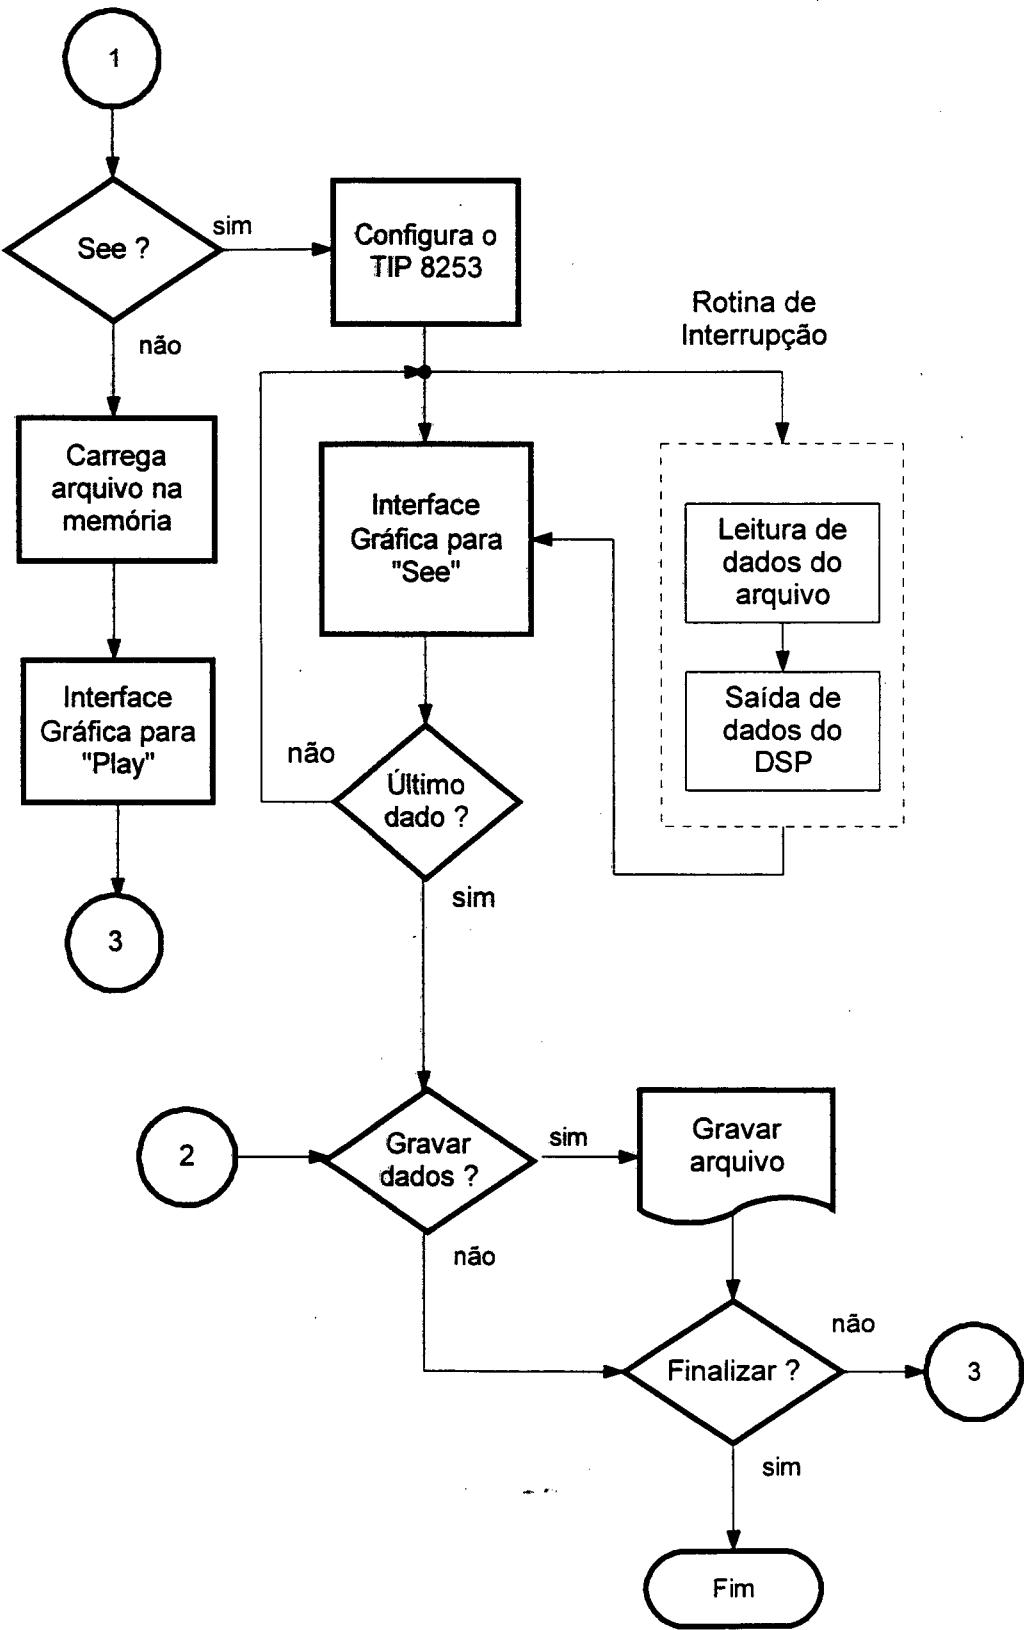 1
See ?
sim
Configura o
TIP 8253
não
Rotina de
Interrupção
Carrega
arquivo na
memória
Interface
Gráfica para
"See"
Leitura de
dados do
arquivo
Saída de
dados do
DSP
Interface
Gráfica para
"Play"
não
Último
dado ?
sim
3
2
Gravar
dados ?
sim
Gravar
arquivo
não
Finalizar ?
não
3
sim
Fim